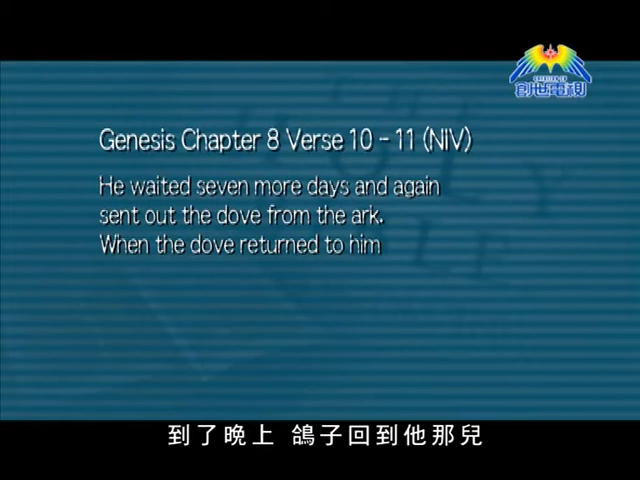 創世電視
Genesis Chapter 8 Verse 10 - 11 (NIV)
He waited seven more days and again
sent out the dove from the ark.
When the dove returned to him
到了晚上 鴿子回到他那兒